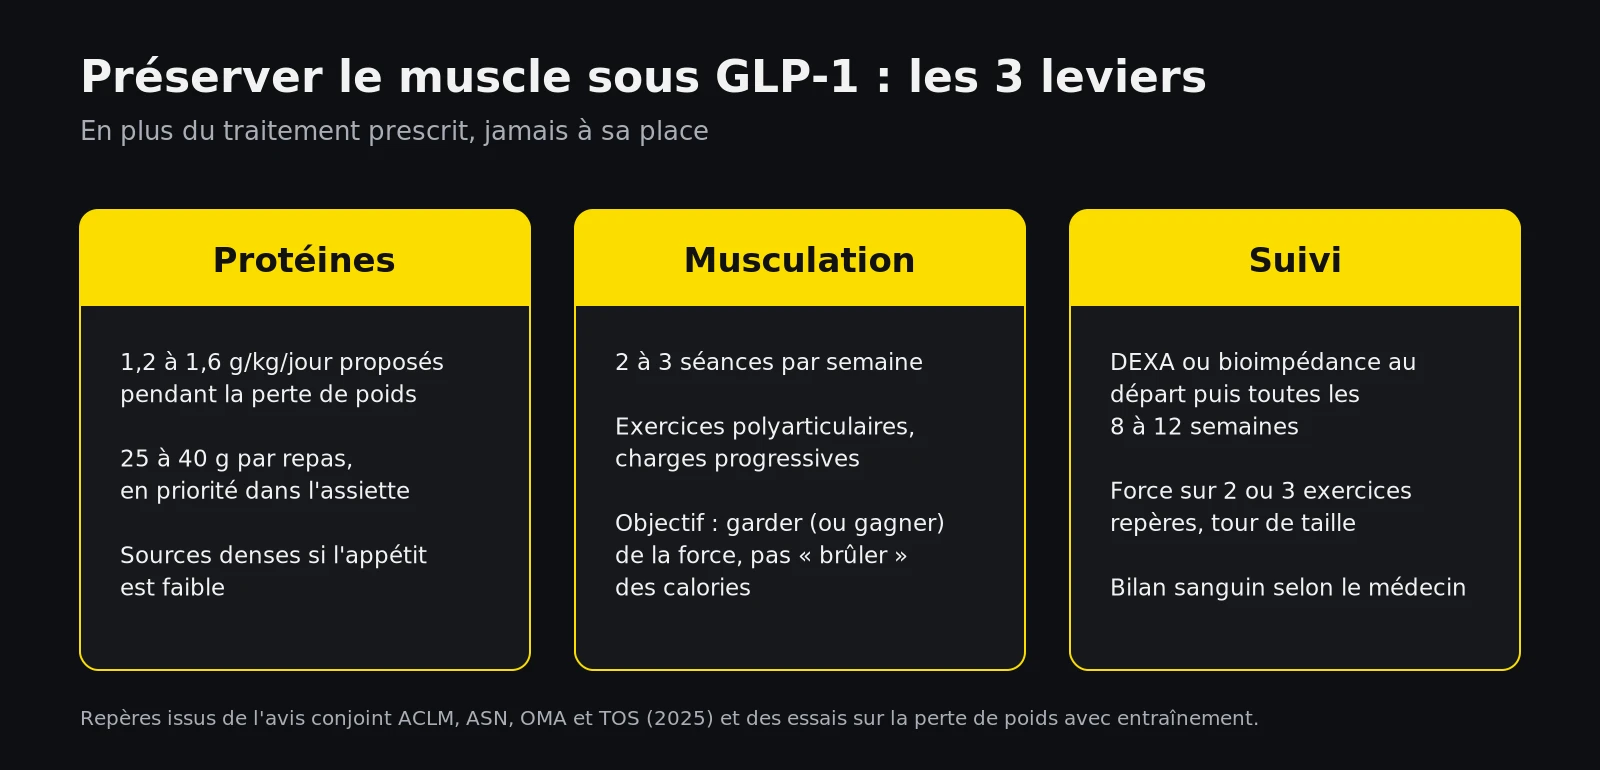 Préserver le muscle sous GLP-1 : les 3 leviers
En plus du traitement prescrit, jamais à sa place
Protéines
1,2 à 1,6 g/kg/jour proposés
pendant la perte de poids
25 à 40 g par repas,
en priorité dans l'assiette
Sources denses si l'appétit
est faible
Musculation
2 à 3 séances par semaine
Exercices polyarticulaires,
charges progressives
Objectif : garder (ou gagner)
de la force, pas « brûler »
des calories
Suivi
DEXA ou bioimpédance au
départ puis toutes les
8 à 12 semaines
Force sur 2 ou 3 exercices
repères, tour de taille
Bilan sanguin selon le médecin
Repères issus de l'avis conjoint ACLM, ASN, OMA et TOS (2025) et des essais sur la perte de poids avec entraînement.